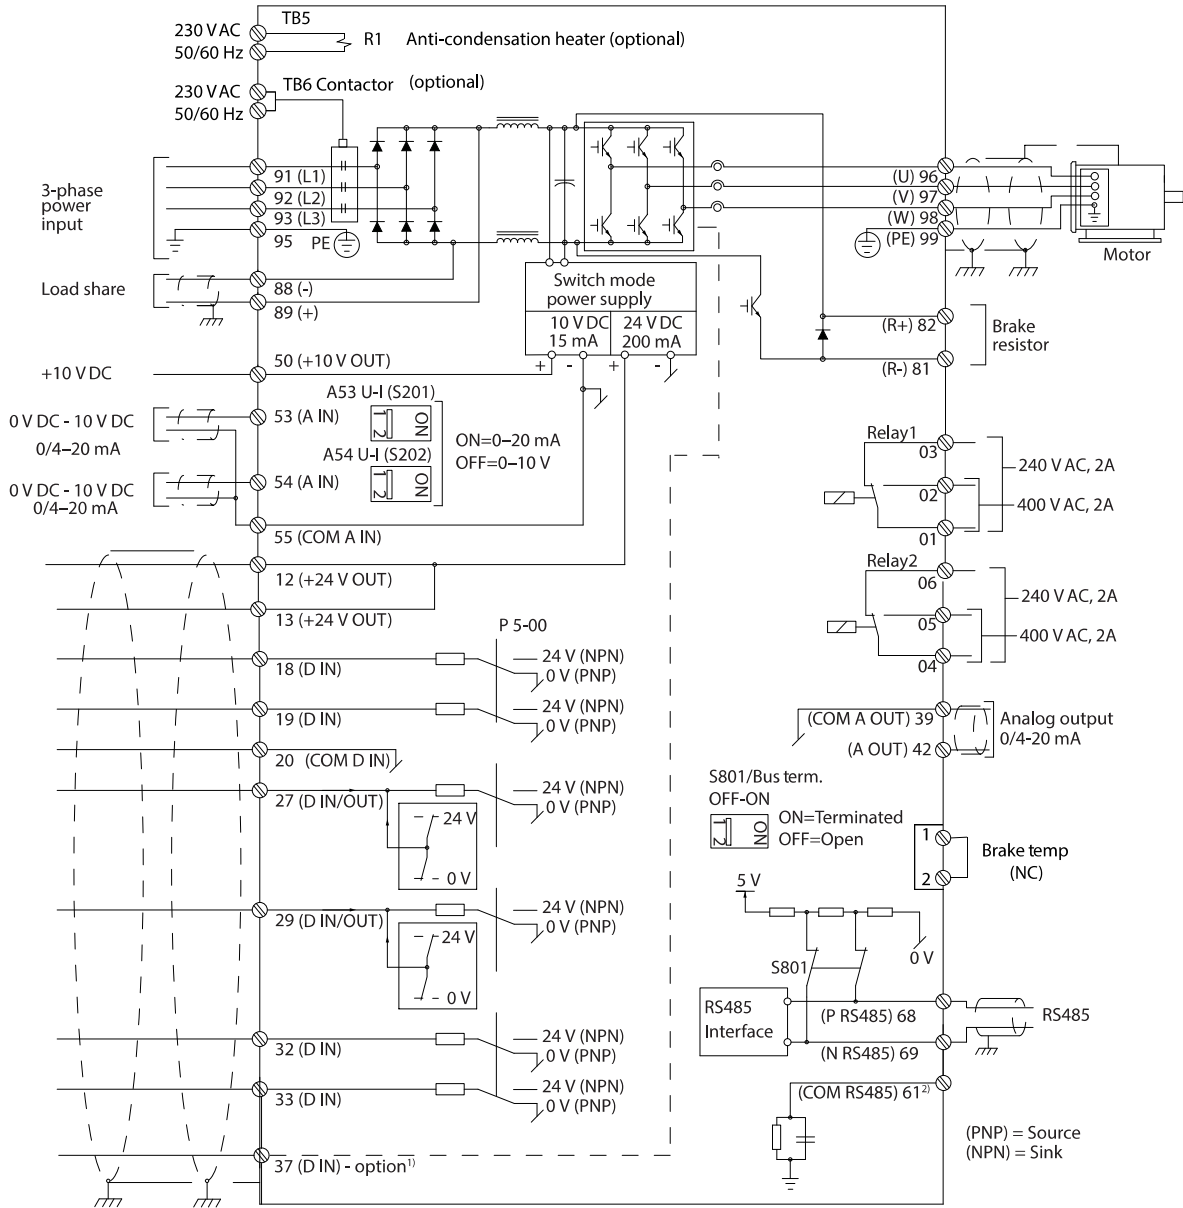 230 V AC
50/60 Hz
TB5
R1
Anti-condensation heater (optional)
230 V AC
50/60 Hz
TB6 Contactor (optional)
3-phase
power
input
91 (L1)
92 (L2)
93 (L3)
95
PE
(U) 96
(V) 97
(W) 98
(PE) 99
Motor
Load share
88 (-)
89 (+)
Switch mode
power supply
10 V DC
15 mA
24 V DC
200 mA
+ - + -
(R+) 82
(R-) 81
Brake
resistor
+10 V DC
50 (+10 V OUT)
0 V DC - 10 V DC
0/4–20 mA
53 (A IN)
A53 U-I (S201)
1 2
ON
0 V DC - 10 V DC
0/4–20 mA
54 (A IN)
A54 U-I (S202)
1 2
ON
ON=0–20 mA
OFF=0–10 V
55 (COM A IN)
12 (+24 V OUT)
13 (+24 V OUT)
Relay1
03
02
01
240 V AC, 2A
400 V AC, 2A
Relay2
06
05
04
240 V AC, 2A
400 V AC, 2A
P 5-00
18 (D IN)
24 V (NPN)
0 V (PNP)
19 (D IN)
24 V (NPN)
0 V (PNP)
20 (COM D IN)
27 (D IN/OUT)
24 V (NPN)
0 V (PNP)
24 V
0 V
29 (D IN/OUT)
24 V (NPN)
0 V (PNP)
24 V
0 V
32 (D IN)
24 V (NPN)
0 V (PNP)
33 (D IN)
24 V (NPN)
0 V (PNP)
37 (D IN) - option¹⁾
(COM A OUT) 39
(A OUT) 42
Analog output
0/4-20 mA
S801/Bus term.
OFF-ON
1 2
ON
ON=Terminated
OFF=Open
1
2
Brake temp
(NC)
5 V
0 V
S801
RS485
Interface
(P RS485) 68
(N RS485) 69
RS485
(COM RS485) 61²⁾
(PNP) = Source
(NPN) = Sink